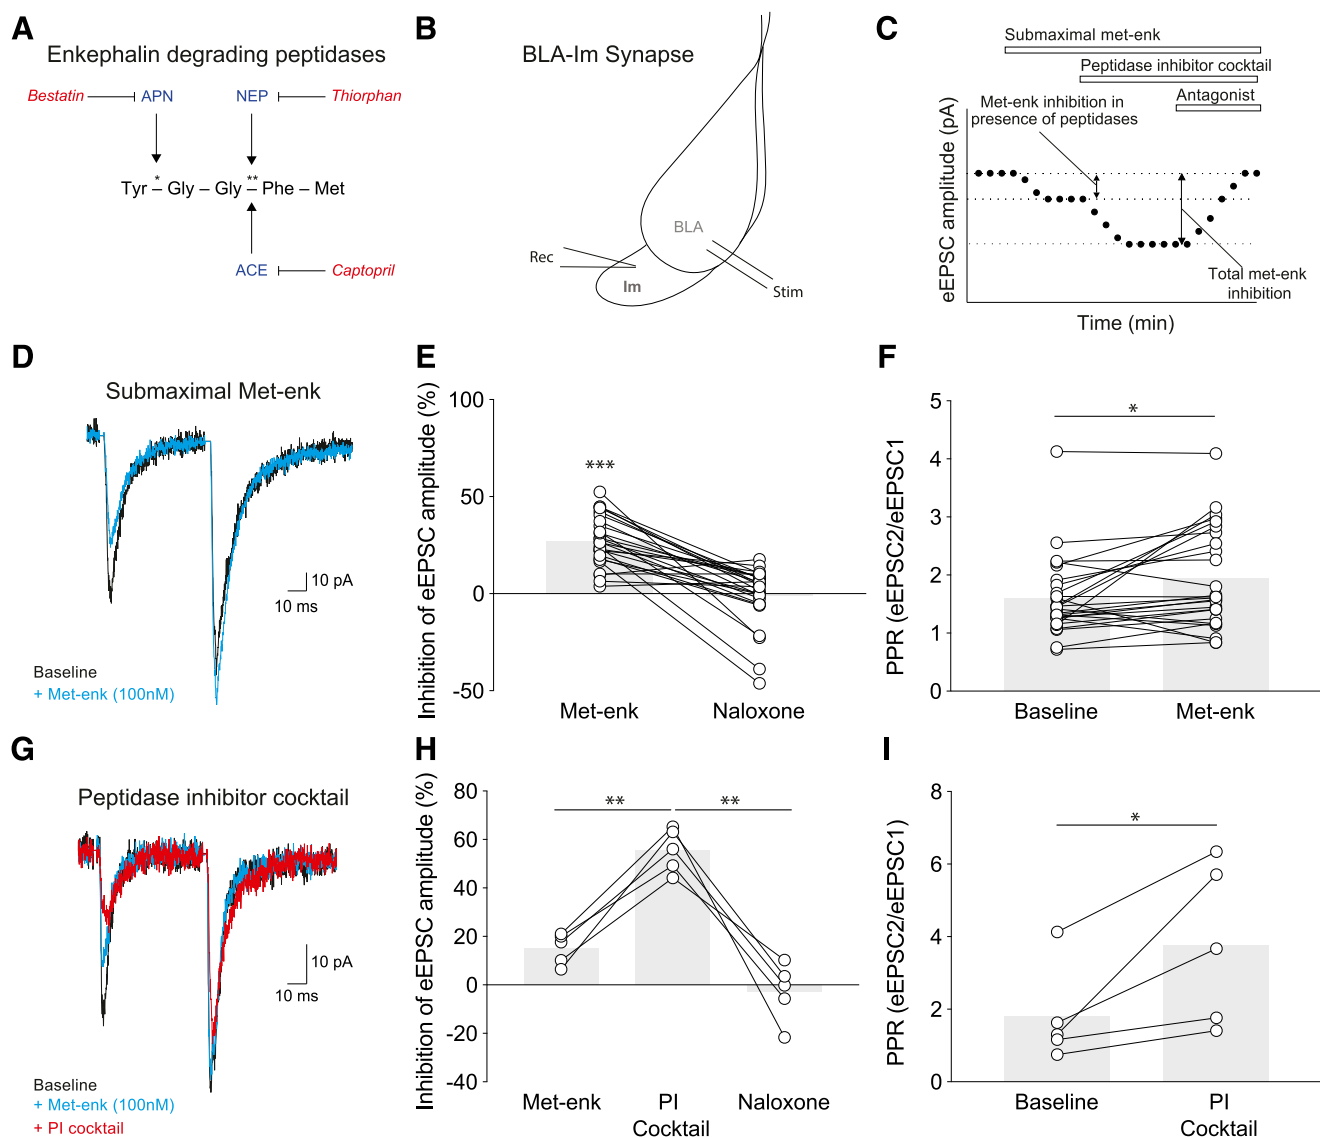 A
Enkephalin degrading peptidases
Bestatin
APN
NEP
Thiorphan
* **
Tyr – Gly – Gly – Phe – Met
ACE
Captopril
B
BLA-Im Synapse
BLA
Rec
Im
Stim
C
Submaximal met-enk
Peptidase inhibitor cocktail
Antagonist
Met-enk inhibition in
presence of peptidases
eEPSC amplitude (pA)
Total met-enk
inhibition
Time (min)
D
Submaximal Met-enk
10 pA
10 ms
Baseline
+ Met-enk (100nM)
E
Inhibition of eEPSC amplitude (%)
100
50
0
-50
***
Met-enk
Naloxone
F
PPR (eEPSC2/eEPSC1
5
4
3
2
1
0
*
Baseline
Met-enk
G
Peptidase inhibitor cocktail
10 pA
10 ms
Baseline
+ Met-enk (100nM)
+ PI cocktail
H
Inhibition of eEPSC amplitude (%)
80
60
40
20
0
-20
-40
**
**
Met-enk
PI
Cocktail
Naloxone
I
PPR (eEPSC2/eEPSC1)
8
6
4
2
0
*
Baseline
PI
Cocktail